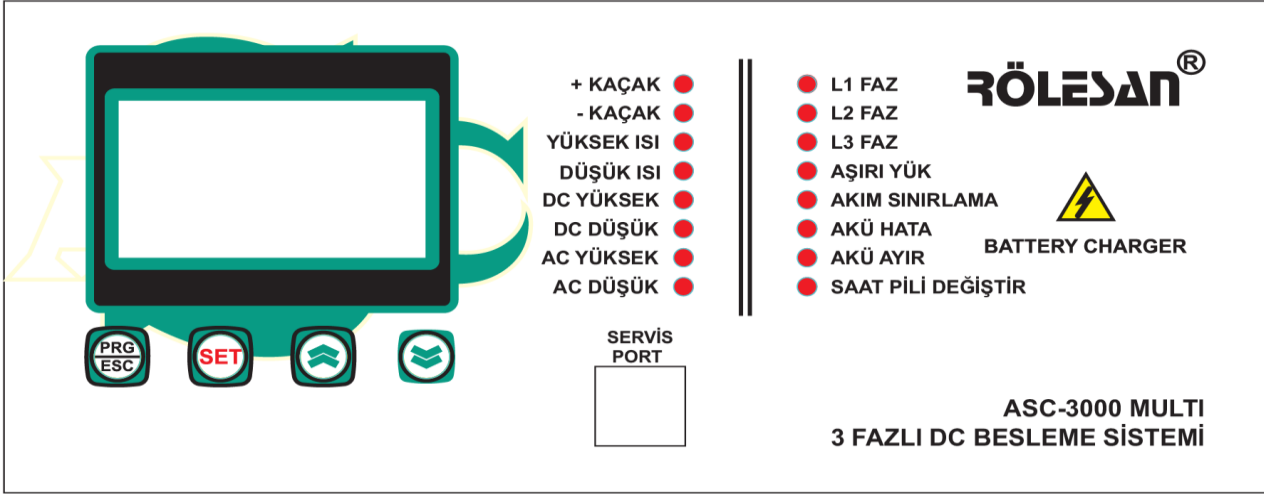 + KAÇAK
- KAÇAK
YÜKSEK ISI
DÜŞÜK ISI
DC YÜKSEK
DC DÜŞÜK
AC YÜKSEK
AC DÜŞÜK
L1 FAZ
L2 FAZ
L3 FAZ
AŞIRI YÜK
AKIM SINIRLAMA
AKÜ HATA
AKÜ AYIR
SAAT PİLİ DEĞİŞTİR
RÖLESAN®
BATTERY CHARGER
PRG
ESC
SET
SERVİS
PORT
ASC-3000 MULTI
3 FAZLI DC BESLEME SİSTEMİ